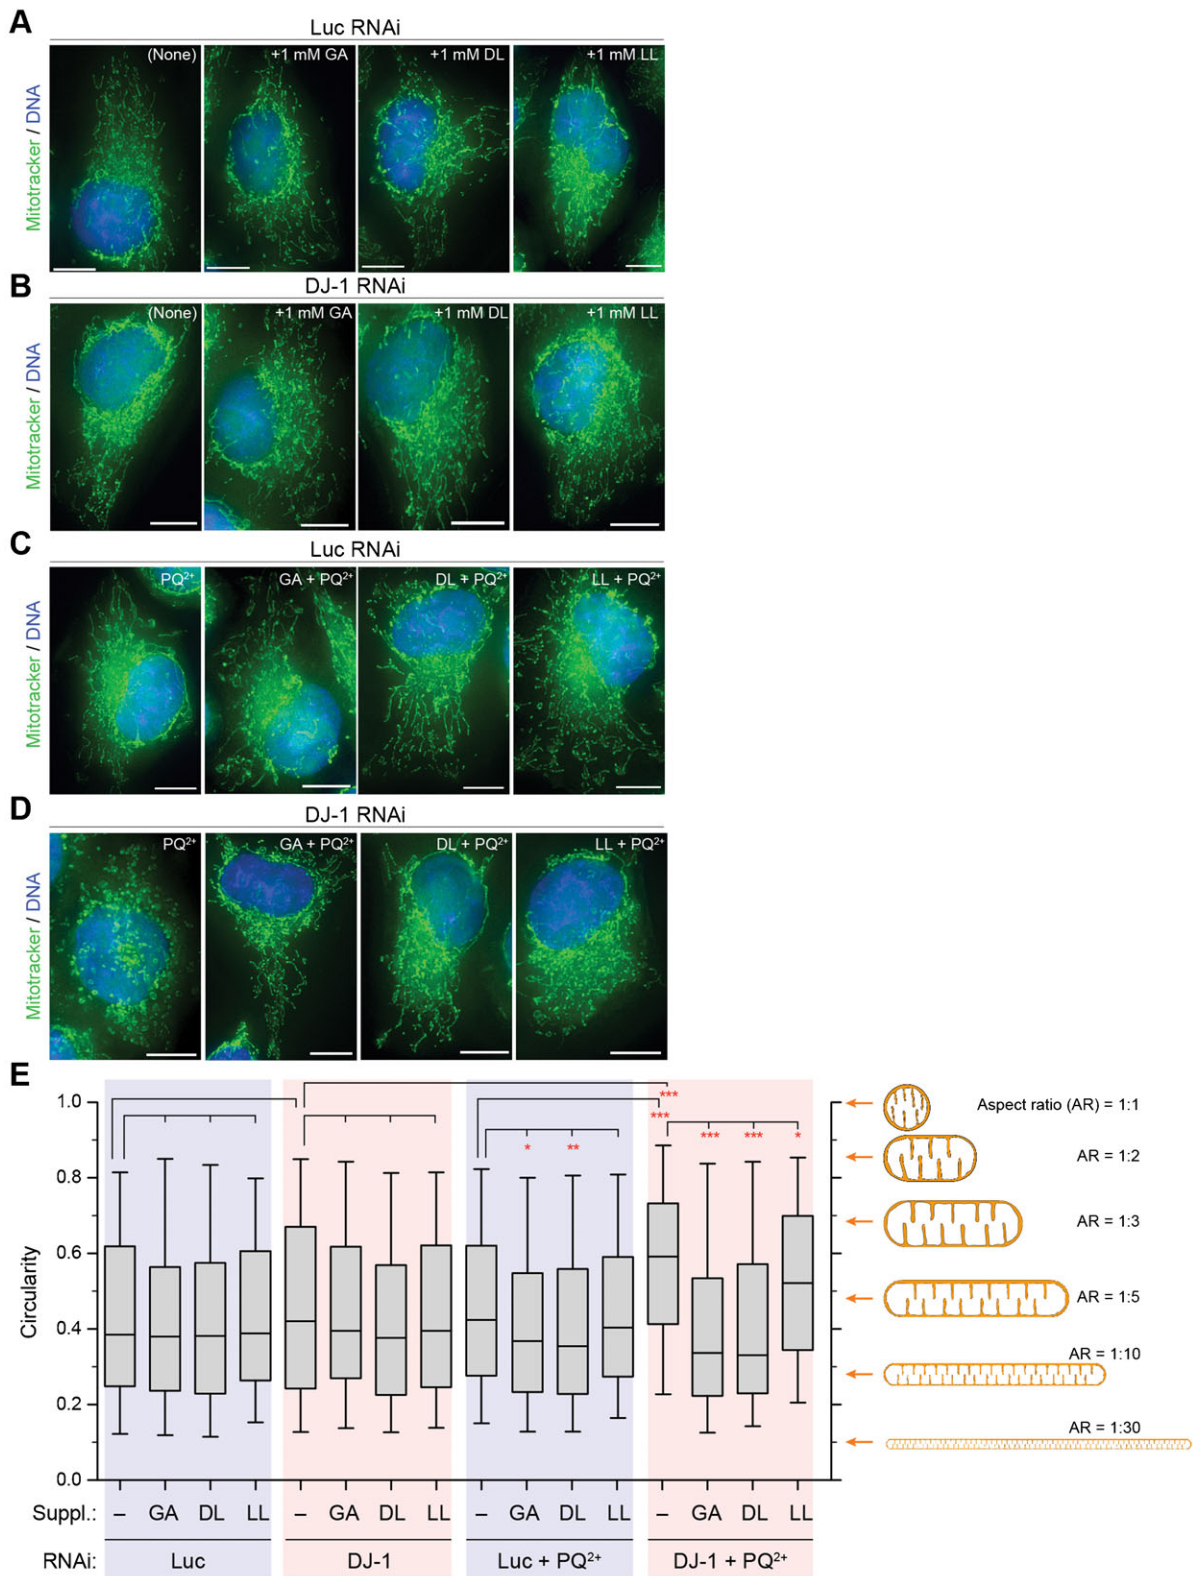 A
Luc RNAi
Mitotracker / DNA
(None)
+1 mM GA
+1 mM DL
+1 mM LL
B
DJ-1 RNAi
Mitotracker / DNA
(None)
+1 mM GA
+1 mM DL
+1 mM LL
C
Luc RNAi
Mitotracker / DNA
PQ²⁺
GA + PQ²⁺
DL + PQ²⁺
LL + PQ²⁺
D
DJ-1 RNAi
Mitotracker / DNA
PQ²⁺
GA + PQ²⁺
DL + PQ²⁺
LL + PQ²⁺
E
Circularity
1.0
0.8
0.6
0.4
0.2
0.0
***
***
* ** *** *** *
Aspect ratio (AR) = 1:1
AR = 1:2
AR = 1:3
AR = 1:5
AR = 1:10
AR = 1:30
Suppl.: – GA DL LL – GA DL LL – GA DL LL – GA DL LL
RNAi: Luc DJ-1 Luc + PQ²⁺ DJ-1 + PQ²⁺